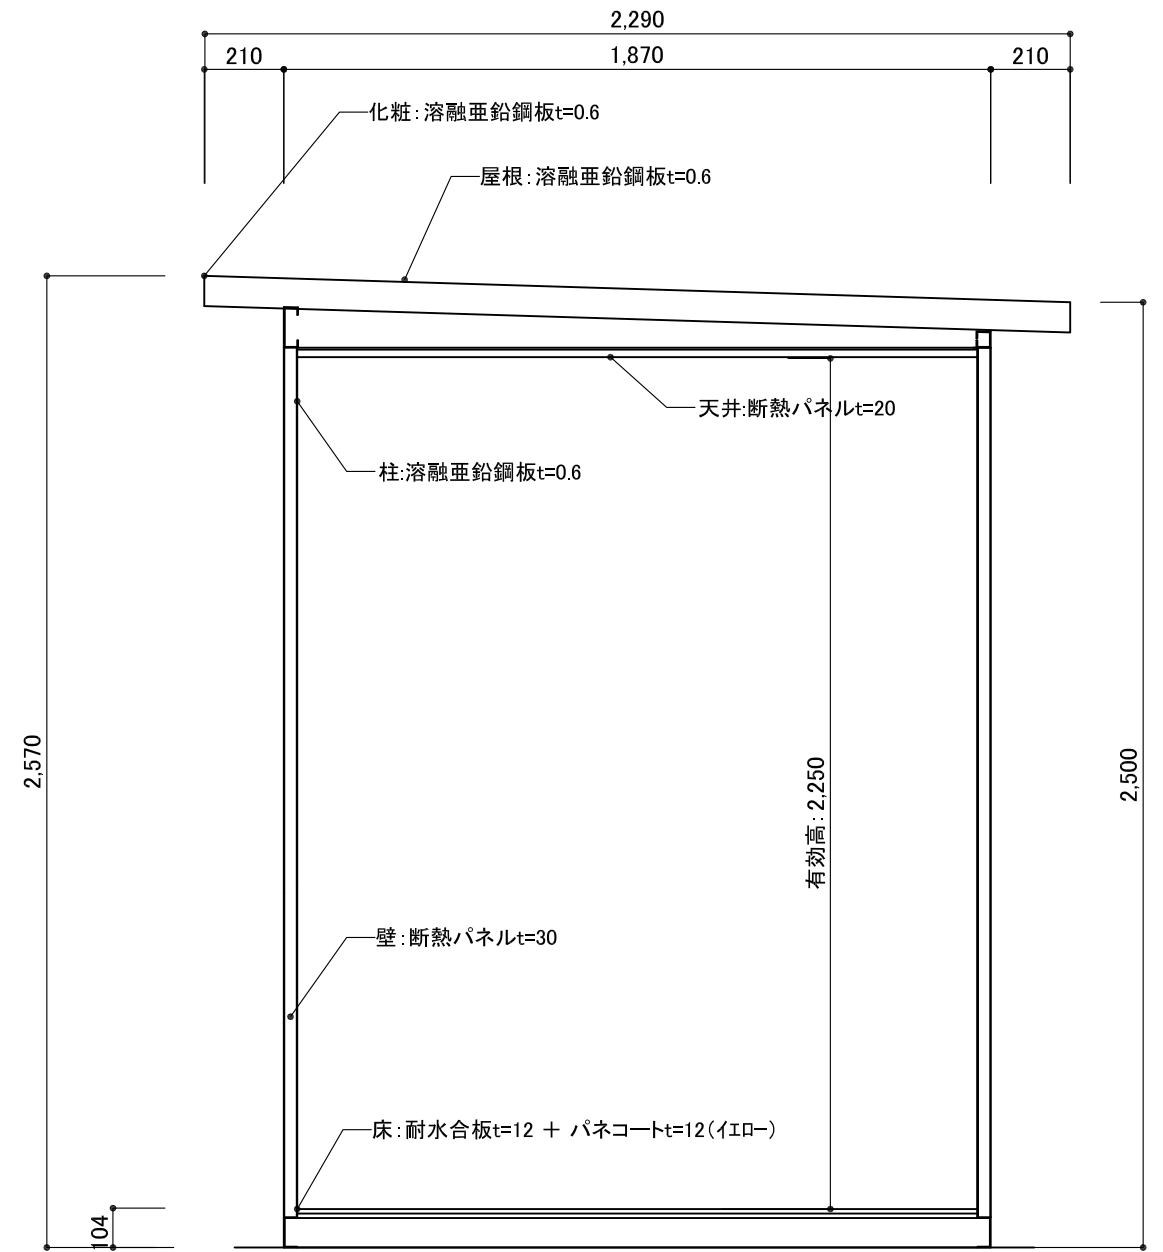 2,290
210
1,870
210
化粧：溶融亜鉛鋼板t=0.6
屋根：溶融亜鉛鋼板t=0.6
天井:断熱パネルt=20
柱:溶融亜鉛鋼板t=0.6
2,570
有効高：2,250
2,500
壁：断熱パネルt=30
床：耐水合板t=12 ＋ パネコートt=12（イエロー）
104